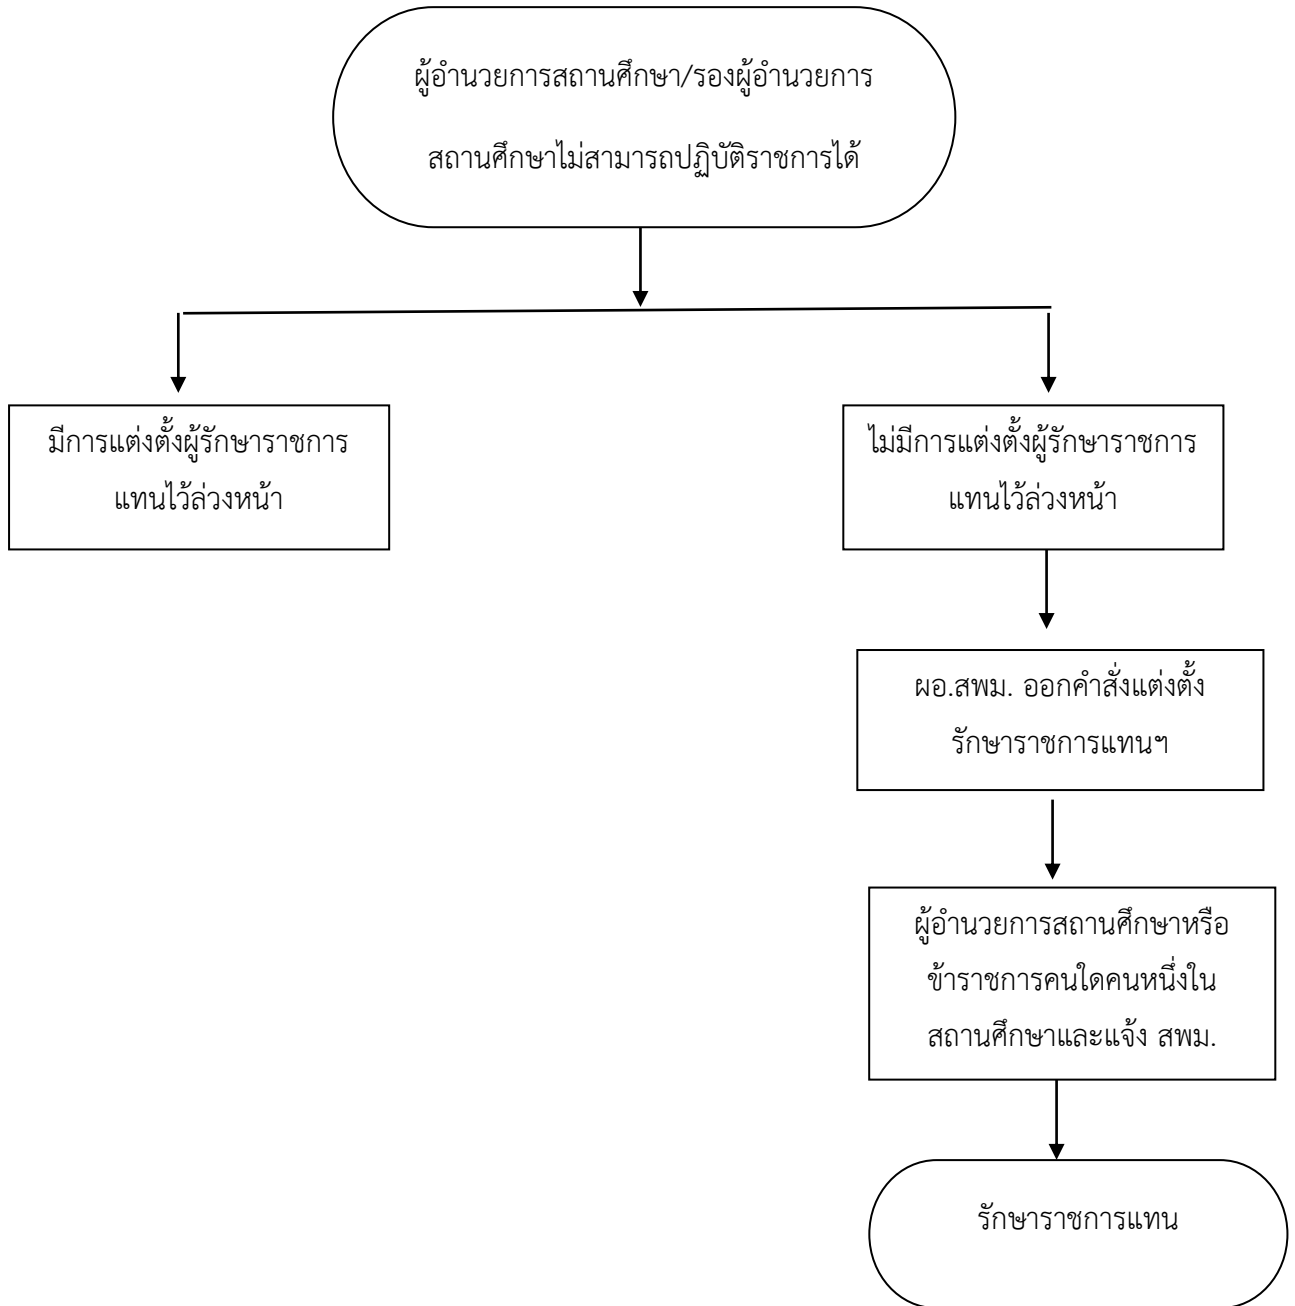 ผู้อำนวยการสถานศึกษา/รองผู้อำนวยการ
สถานศึกษาไม่สามารถปฏิบัติราชการได้
มีการแต่งตั้งผู้รักษาราชการ
แทนไว้ล่วงหน้า
ไม่มีการแต่งตั้งผู้รักษาราชการ
แทนไว้ล่วงหน้า
ผอ.สพม. ออกคำสั่งแต่งตั้ง
รักษาราชการแทนฯ
ผู้อำนวยการสถานศึกษาหรือ
ข้าราชการคนใดคนหนึ่งใน
สถานศึกษาและแจ้ง สพม.
รักษาราชการแทน